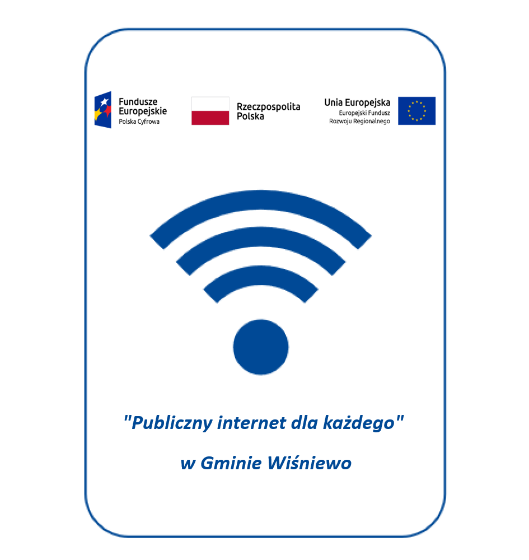 Fundusze
Europejskie
Polska Cyfrowa
Rzeczpospolita
Polska
Unia Europejska
Europejski Fundusz
Rozwoju Regionalnego
"Publiczny internet dla każdego"
w Gminie Wiśniewo